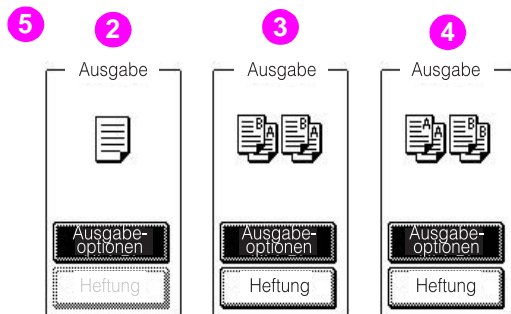 5 2 3 4
Ausgabe Ausgabe Ausgabe
B A B A A A B B
Ausgabe-
optionen
Ausgabe-
optionen
Ausgabe-
optionen
Heftung Heftung Heftung